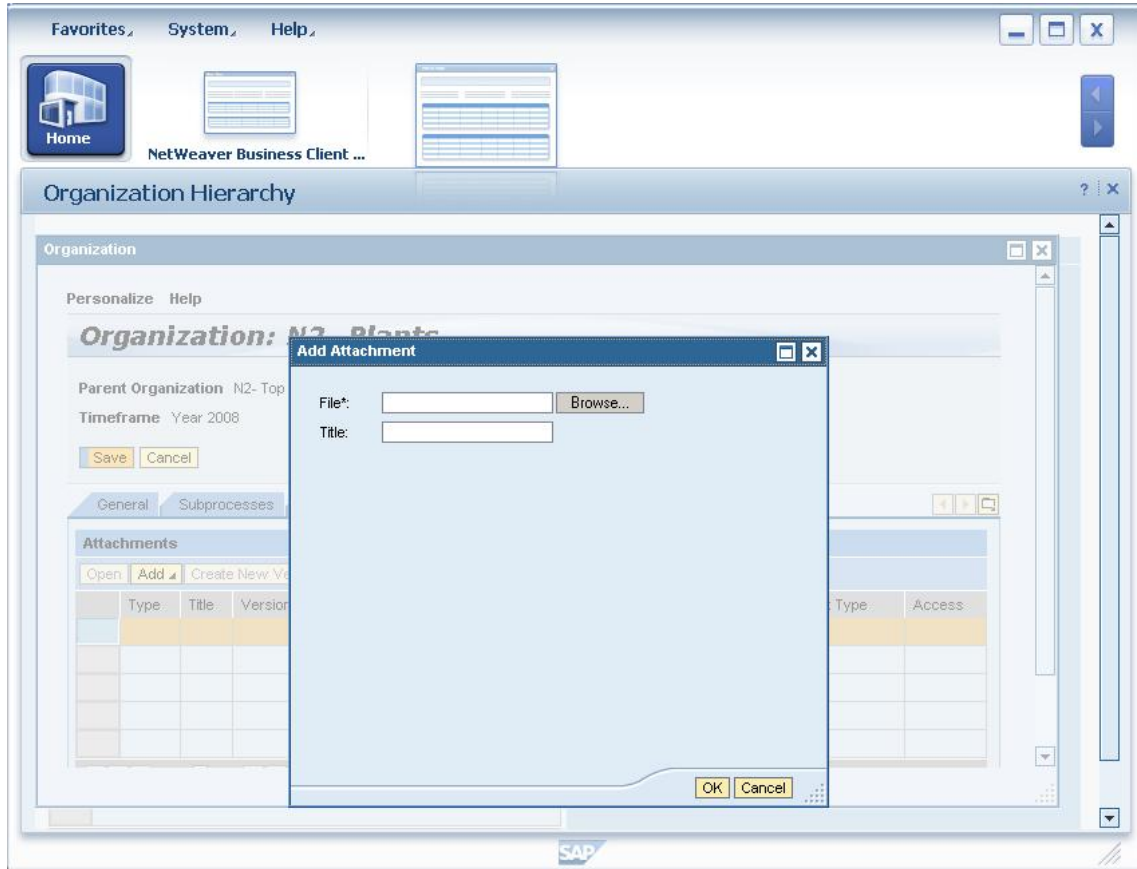 Favorites System Help
Home
NetWeaver Business Client ...
Organization Hierarchy ?
Organization
Personalize Help
Organization: N2- Plants
Add Attachment
Parent Organization N2- Top
File*: Browse...
Timeframe Year 2008
Title:
Save Cancel
General Subprocesses
Attachments
Open Add Create New Ve
Type Title Version Type Access
OK Cancel
SAP